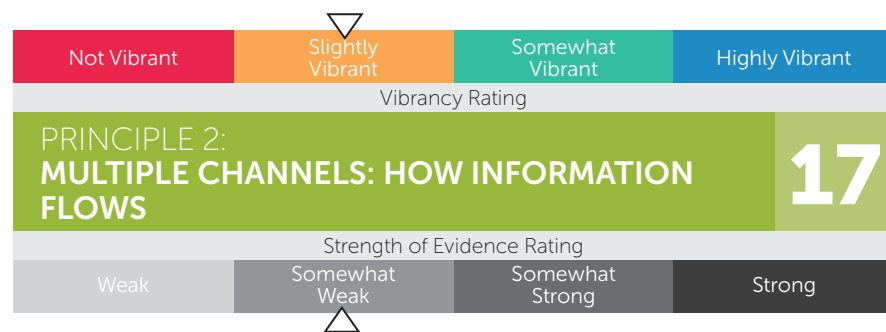 Not Vibrant
Slightly
Vibrant
Somewhat
Vibrant
Highly Vibrant
Vibrancy Rating
PRINCIPLE 2:
MULTIPLE CHANNELS: HOW INFORMATION
FLOWS
17
Strength of Evidence Rating
Weak
Somewhat
Weak
Somewhat
Strong
Strong